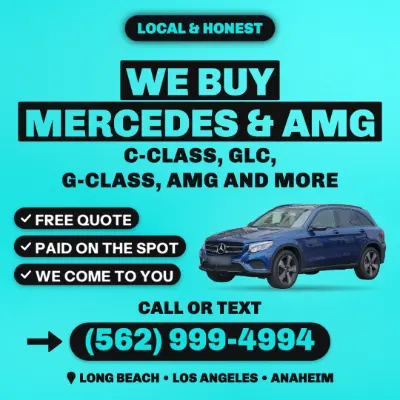 LOCAL & HONEST
WE BUY
MERCEDES & AMG
C-CLASS, GLC,
G-CLASS, AMG AND MORE
FREE QUOTE
PAID ON THE SPOT
WE COME TO YOU
CALL OR TEXT
(562) 999-4994
LONG BEACH • LOS ANGELES • ANAHEIM